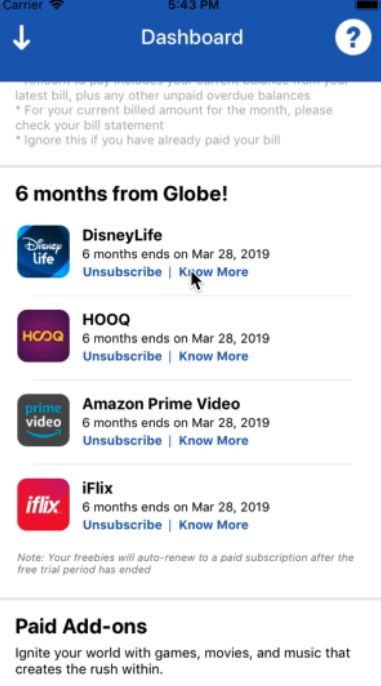 Carrier 5:43 PM
Dashboard
?
* Amount to pay includes your current balance from your
latest bill, plus any other unpaid overdue balances
* For your current billed amount for the month, please
check your bill statement
* Ignore this if you have already paid your bill
6 months from Globe!
Disney
life
DisneyLife
6 months ends on Mar 28, 2019
Unsubscribe | Know More
HOOQ
HOOQ
6 months ends on Mar 28, 2019
Unsubscribe | Know More
prime
video
Amazon Prime Video
6 months ends on Mar 28, 2019
Unsubscribe | Know More
iflix
iFlix
6 months ends on Mar 28, 2019
Unsubscribe | Know More
Note: Your freebies will auto-renew to a paid subscription after the
free trial period has ended
Paid Add-ons
Ignite your world with games, movies, and music that
creates the rush within.